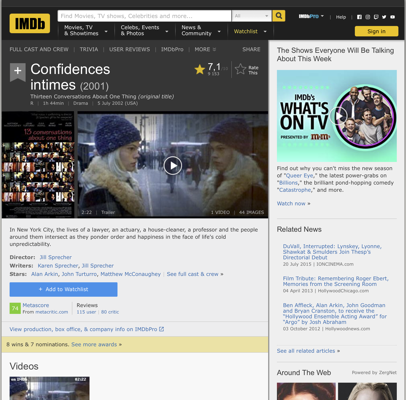 IMDb
Find Movies, TV shows, Celebrities and more...
All
Movies, TV & Showtimes
Celebs, Events & Photos
News & Community
Watchlist
IMDbPro
Help
Sign in
FULL CAST AND CREW | TRIVIA | USER REVIEWS | IMDbPro | MORE
SHARE
Confidences intimes (2001)
7,1
Rate This
Thirteen Conversations About One Thing (original title)
R | 1h 44min | Drama | 5 July 2002 (USA)
13 conversations about one thing
2:22 | Trailer
1 VIDEO | 44 IMAGES
In New York City, the lives of a lawyer, an actuary, a house-cleaner, a professor and the people
around them intersect as they ponder order and happiness in the face of life's cold
unpredictability.
Director: Jill Sprecher
Writers: Karen Sprecher, Jill Sprecher
Stars: Alan Arkin, John Turturro, Matthew McConaughey | See full cast & crew »
+ Add to Watchlist
Metascore
From metacritic.com
Reviews
115 user | 80 critic
View production, box office, & company info on IMDbPro
8 wins & 7 nominations. See more awards »
Videos
The Shows Everyone Will Be Talking
About This Week
IMDb's
WHAT'S
ON TV
PRESENTED BY
Find out why you can't miss the new season
of "Queer Eye," the latest power-grabs on
"Billions," the brilliant pond-hopping comedy
"Catastrophe," and more.
Watch now »
Related News
DuVall, Interrupted: Lynskey, Lyonne,
Shawkat & Smulders Join Thesp's
Directorial Debut
20 July 2015 | IONCINEMA.com
Film Tribute: Remembering Roger Ebert,
Memories from the Screening Room
04 April 2013 | HollywoodChicago.com
Ben Affleck, Alan Arkin, John Goodman
and Bryan Cranston, to receive the
"Hollywood Ensemble Acting Award" for
"Argo" by Josh Abraham
03 October 2012 | Hollywoodnews.com
See all related articles »
Around The Web
Powered by ZergNet